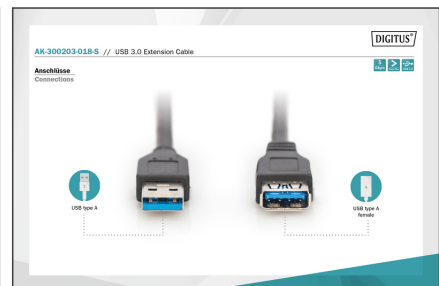 DIGITUS®
AK-300203-018-S // USB 3.0 Extension Cable
Anschlüsse
Connections
USB type A
USB type A
female